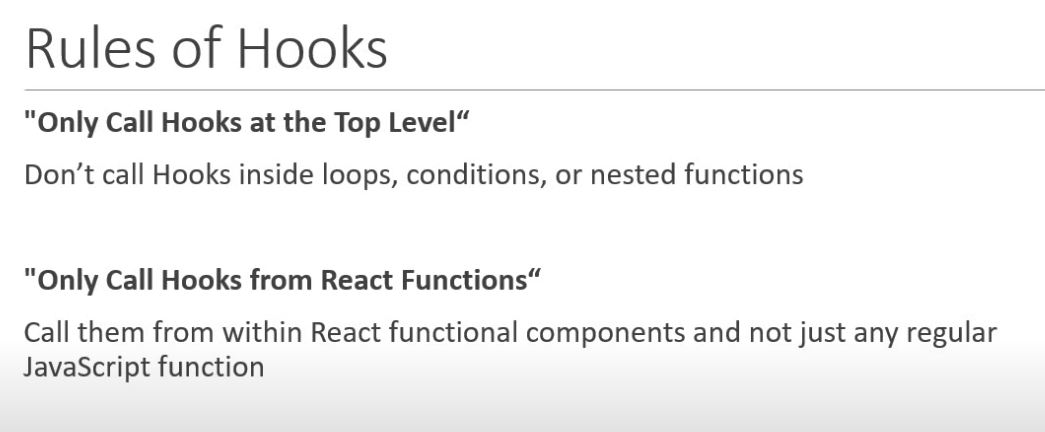 Rules of Hooks
"Only Call Hooks at the Top Level“
Don’t call Hooks inside loops, conditions, or nested functions
"Only Call Hooks from React Functions“
Call them from within React functional components and not just any regular
JavaScript function